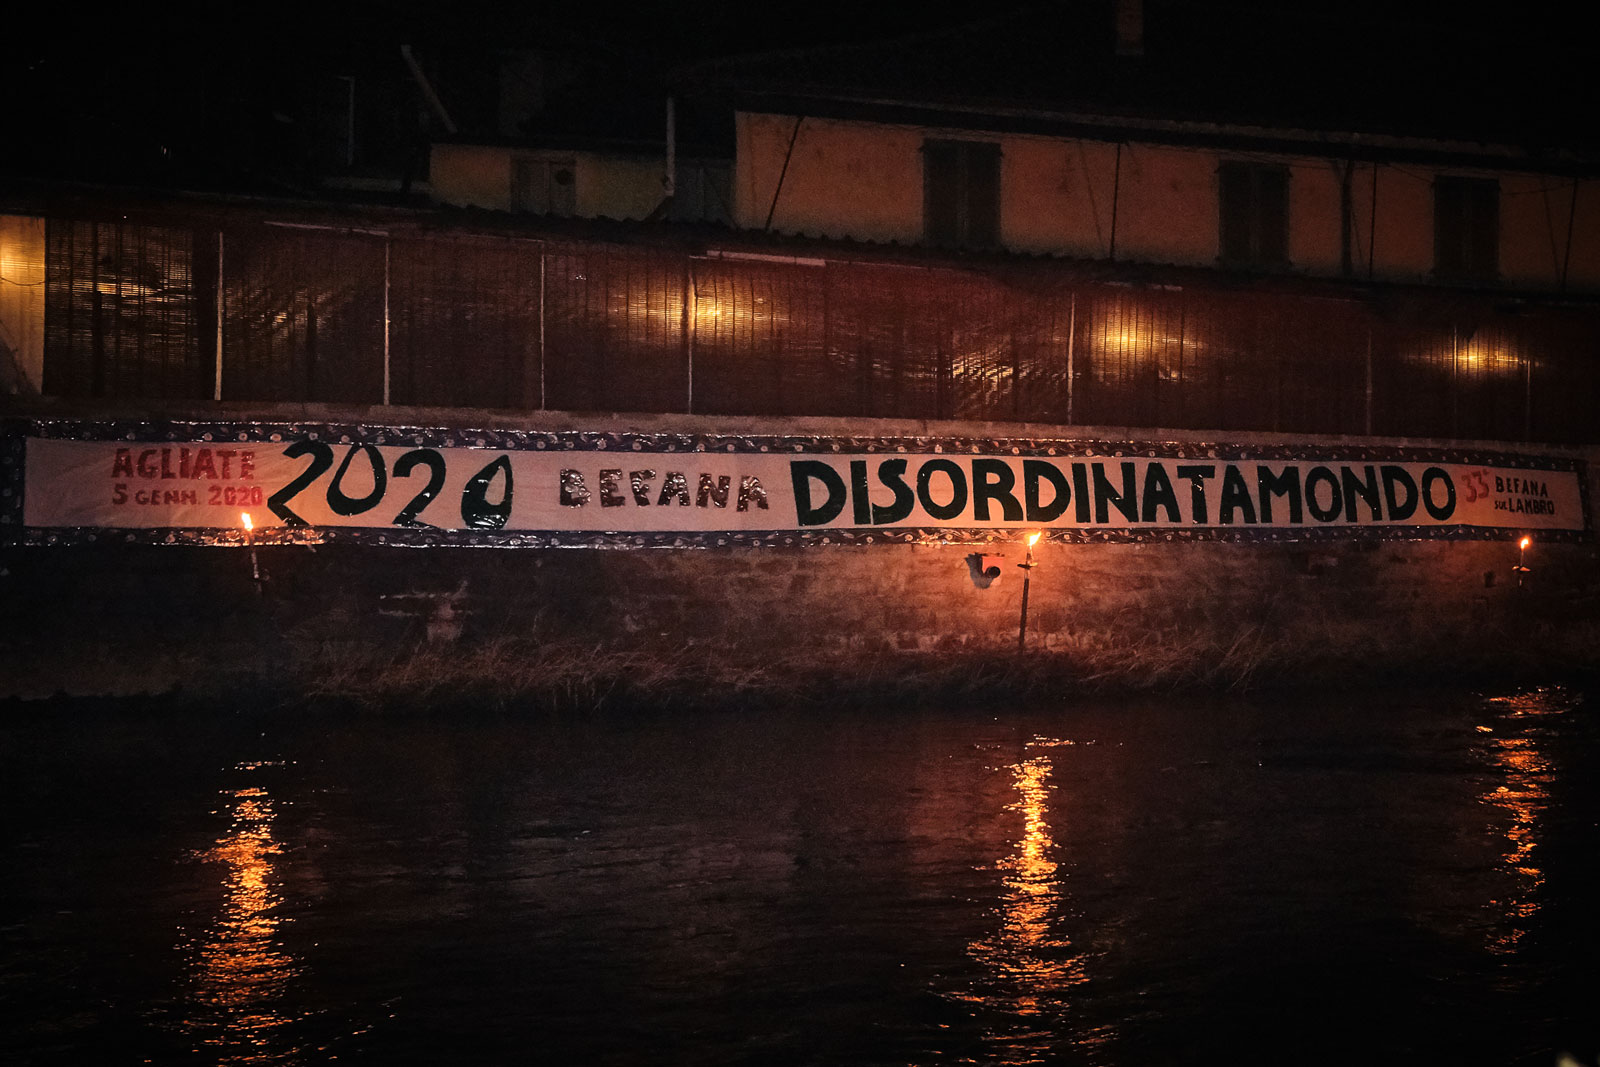 AGLIATE
5 GENN. 2020
2020 BEFANA DISORDINATAMONDO
33ª BEFANA
SUL LAMBRO